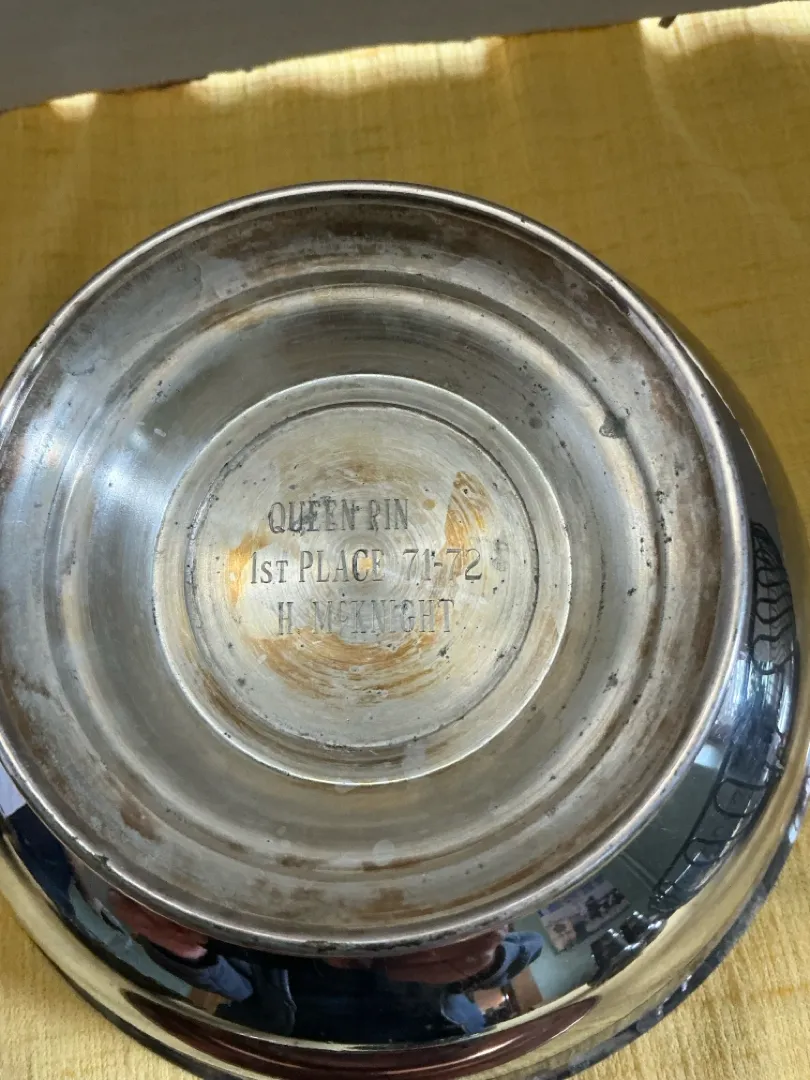 QUEEN PIN
1ST PLACE 71-72
H. McKNIGHT